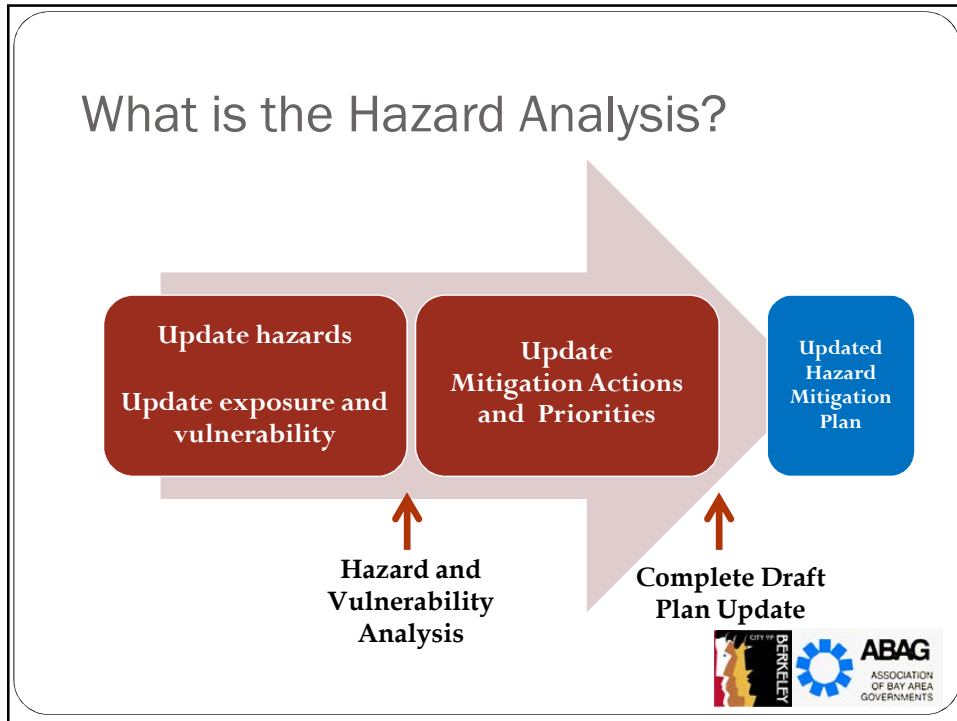 What is the Hazard Analysis?
Update hazards
Update exposure and
vulnerability
Update
Mitigation Actions
and Priorities
Updated
Hazard
Mitigation
Plan
Hazard and
Vulnerability
Analysis
Complete Draft
Plan Update
CITY OF
BERKELEY
ABAG
ASSOCIATION
OF BAY AREA
GOVERNMENTS